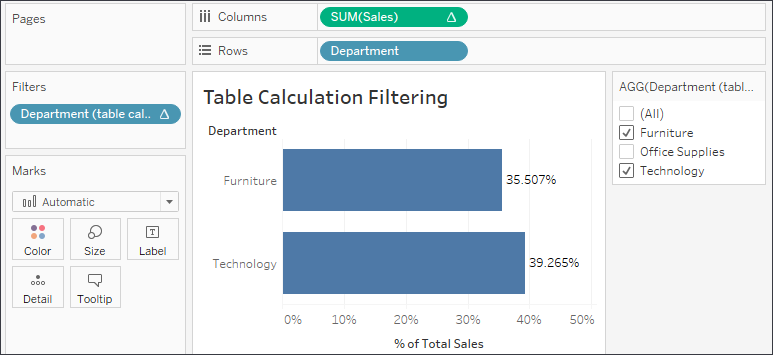 Pages
Columns
SUM(Sales)
Rows
Department
Filters
Department (table cal..
Marks
Automatic
Color
Size
Label
Detail
Tooltip
Table Calculation Filtering
Department
Furniture
35.507%
Technology
39.265%
0%
10%
20%
30%
40%
50%
% of Total Sales
AGG(Department (tabl...
(All)
Furniture
Office Supplies
Technology